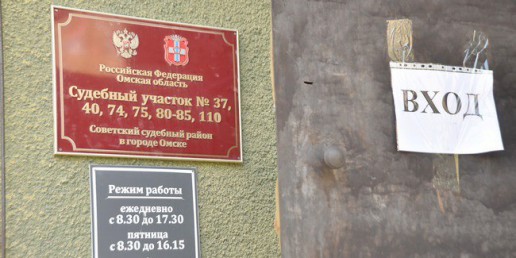 Российская Федерация
Омская область
Судебный участок № 37,
40, 74, 75, 80-85, 110
Советский судебный район
в городе Омске
Режим работы
ежедневно
с 8.30 до 17.30
пятница
с 8.30 до 16.15
ВХОД